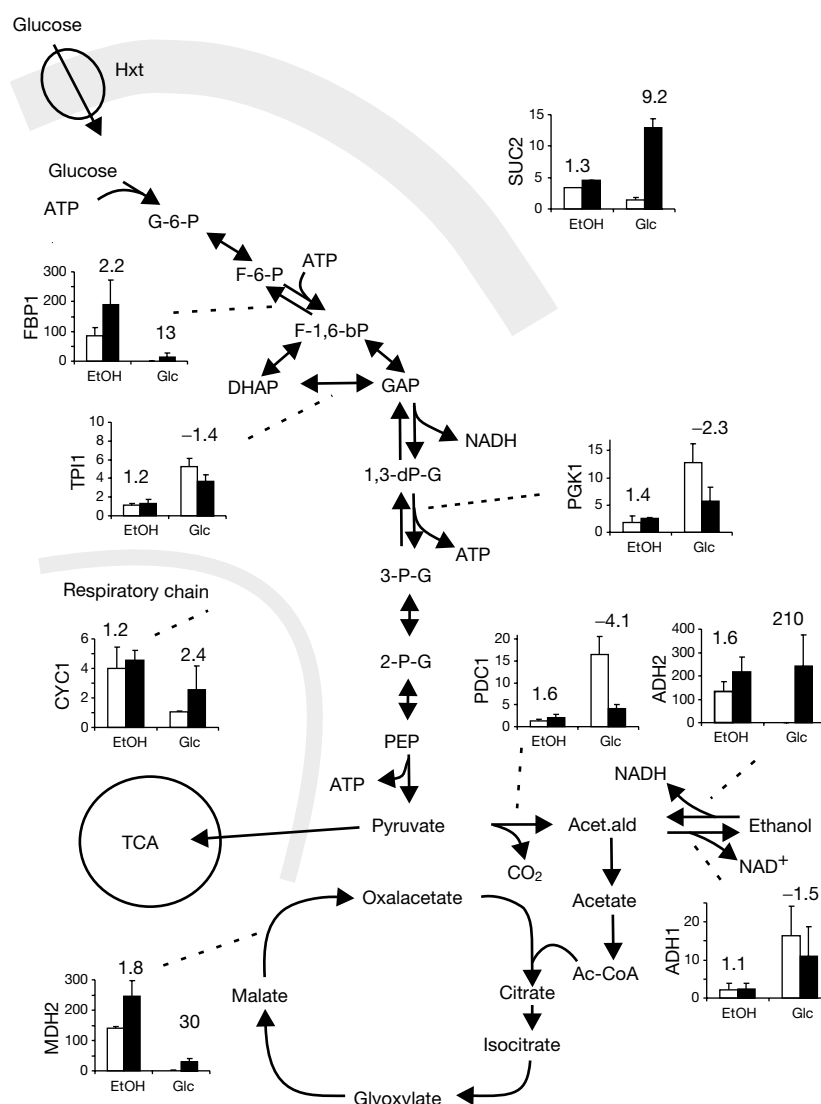 Glucose
Hxt
Glucose
ATP
G-6-P
F-6-P
ATP
F-1,6-bP
DHAP
GAP
NADH
1,3-dP-G
ATP
3-P-G
2-P-G
PEP
ATP
Pyruvate
TCA
CO2
Acet.ald
Ethanol
NADH
NAD+
Acetate
Ac-CoA
Oxalacetate
Citrate
Isocitrate
Glyoxylate
Malate
Respiratory chain
SUC2
15
10
5
0
1.3
9.2
EtOH
Glc
FBP1
300
200
100
0
2.2
13
EtOH
Glc
TPI1
10
8
6
4
2
0
1.2
−1.4
EtOH
Glc
PGK1
15
10
5
0
1.4
−2.3
EtOH
Glc
CYC1
6
4
2
0
1.2
2.4
EtOH
Glc
PDC1
20
15
10
5
0
1.6
−4.1
EtOH
Glc
ADH2
400
300
200
100
0
1.6
210
EtOH
Glc
ADH1
20
10
0
1.1
−1.5
EtOH
Glc
MDH2
300
200
100
0
1.8
30
EtOH
Glc